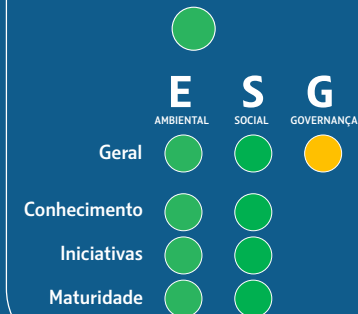 E S G
AMBIENTAL SOCIAL GOVERNANÇA
Geral
Conhecimento
Iniciativas
Maturidade